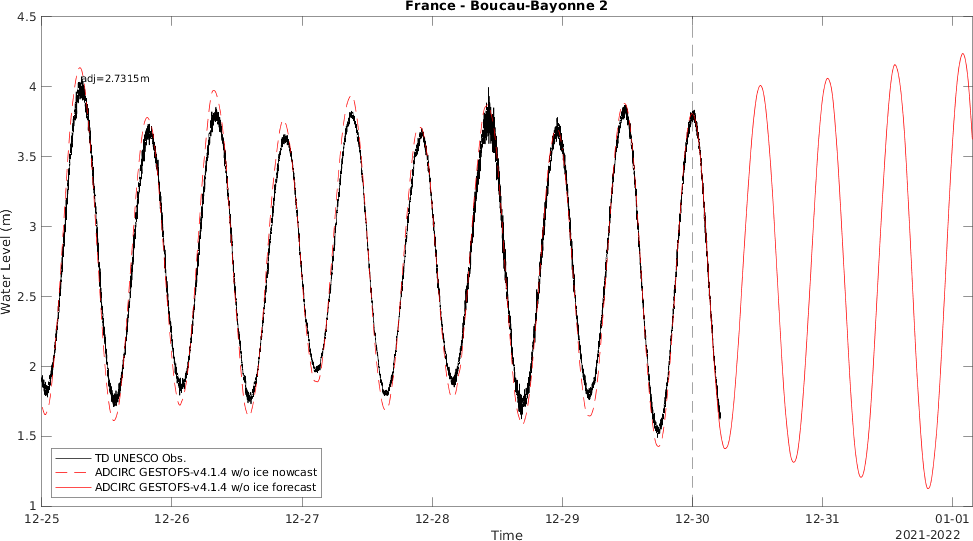 France - Boucau-Bayonne 2
4.5
4
3.5
3
2.5
2
1.5
1
Water Level (m)
adj=2.7315m
TD UNESCO Obs.
ADCIRC GESTOFS-v4.1.4 w/o ice nowcast
ADCIRC GESTOFS-v4.1.4 w/o ice forecast
12-25 12-26 12-27 12-28 12-29 12-30 12-31 01-01
Time
2021-2022